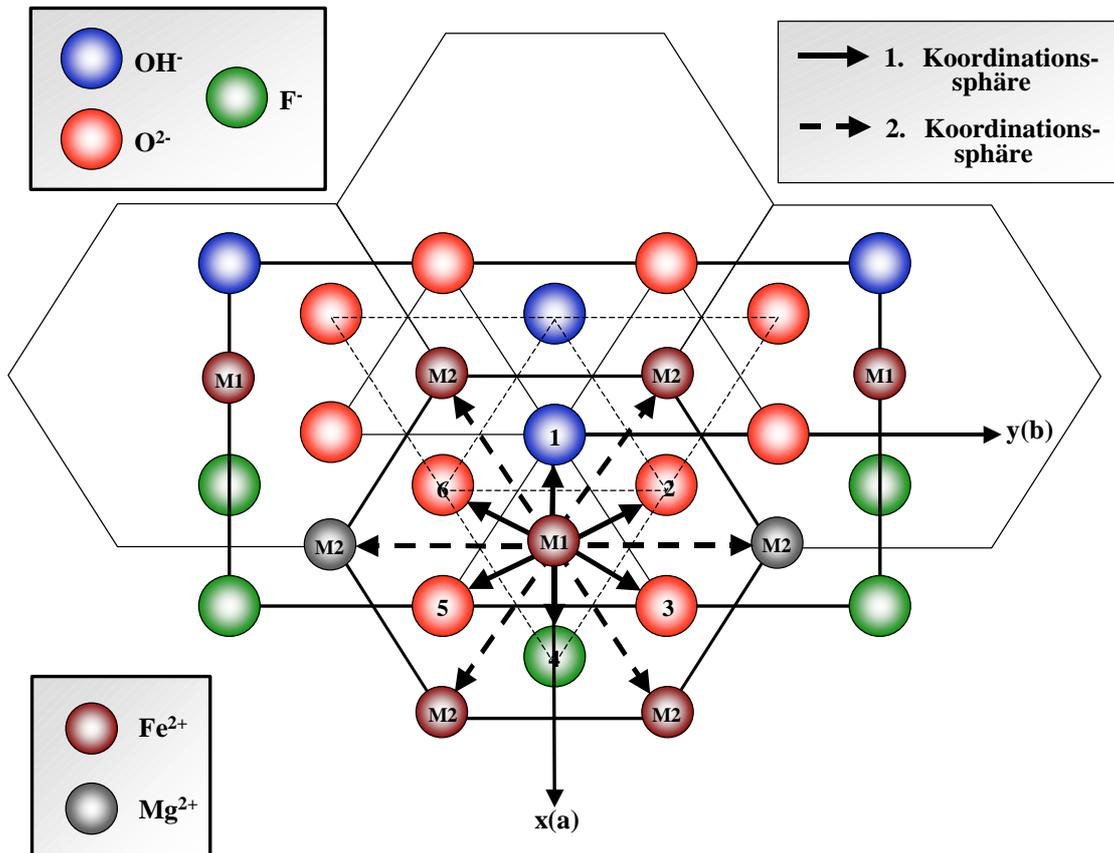 OH⁻
F⁻
O²⁻
1. Koordinations-
sphäre
2. Koordinations-
sphäre
M2 M2
M1 M1
1
y(b)
6 2
M1
M2 M2
5 3
4
M2 M2
Fe²⁺
Mg²⁺
x(a)